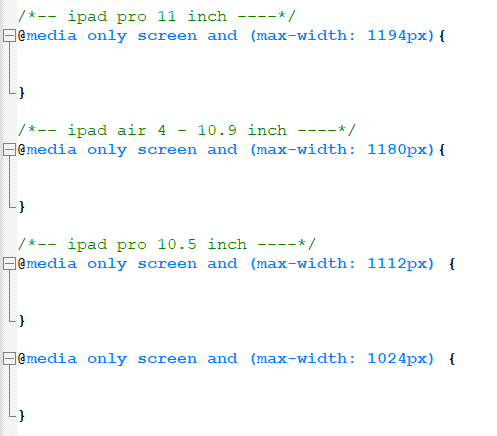 /*-- ipad pro 11 inch ----*/
@media only screen and (max-width: 1194px){
}
/*-- ipad air 4 - 10.9 inch ----*/
@media only screen and (max-width: 1180px){
}
/*-- ipad pro 10.5 inch ----*/
@media only screen and (max-width: 1112px) {
}
@media only screen and (max-width: 1024px) {
}